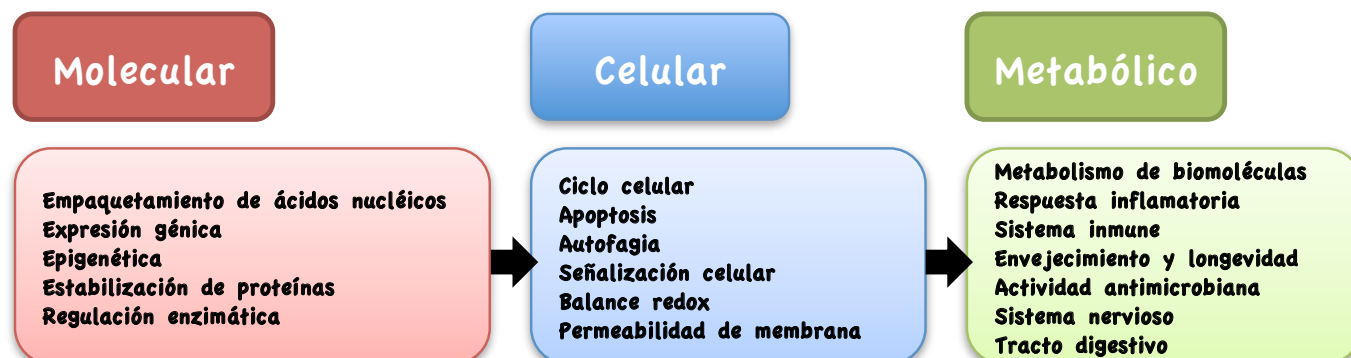 Molecular
Empaquetamiento de ácidos nucléicos
Expresión génica
Epigenética
Estabilización de proteínas
Regulación enzimática
Celular
Ciclo celular
Apoptosis
Autofagia
Señalización celular
Balance redox
Permeabilidad de membrana
Metabólico
Metabolismo de biomoléculas
Respuesta inflamatoria
Sistema inmune
Envejecimiento y longevidad
Actividad antimicrobiana
Sistema nervioso
Tracto digestivo